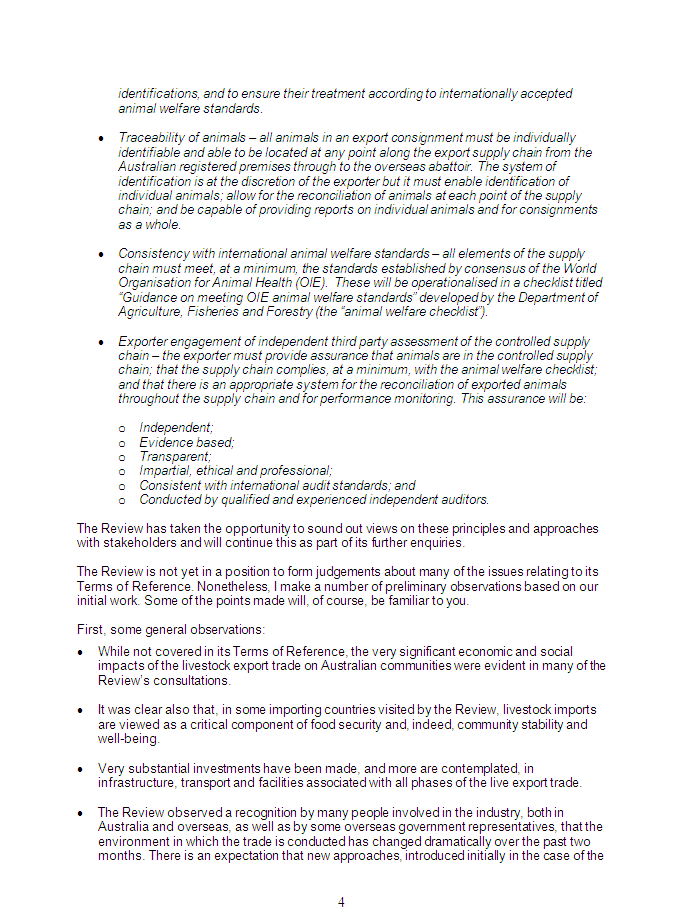 identifications, and to ensure their treatment according to internationally accepted
animal welfare standards.
• Traceability of animals – all animals in an export consignment must be individually
identifiable and able to be located at any point along the export supply chain from the
Australian registered premises through to the overseas abattoir. The system of
identification is at the discretion of the exporter but it must enable identification of
individual animals; allow for the reconciliation of animals at each point of the supply
chain; and be capable of providing reports on individual animals and for consignments
as a whole.
• Consistency with international animal welfare standards – all elements of the supply
chain must meet, at a minimum, the standards established by consensus of the World
Organisation for Animal Health (OIE). These will be operationalised in a checklist titled
“Guidance on meeting OIE animal welfare standards” developed by the Department of
Agriculture, Fisheries and Forestry (the “animal welfare checklist”).
• Exporter engagement of independent third party assessment of the controlled supply
chain – the exporter must provide assurance that animals are in the controlled supply
chain; that the supply chain complies, at a minimum, with the animal welfare checklist;
and that there is an appropriate system for the reconciliation of exported animals
throughout the supply chain and for performance monitoring. This assurance will be:
o Independent;
o Evidence based;
o Transparent;
o Impartial, ethical and professional;
o Consistent with international audit standards; and
o Conducted by qualified and experienced independent auditors.
The Review has taken the opportunity to sound out views on these principles and approaches
with stakeholders and will continue this as part of its further enquiries.
The Review is not yet in a position to form judgements about many of the issues relating to its
Terms of Reference. Nonetheless, I make a number of preliminary observations based on our
initial work. Some of the points made will, of course, be familiar to you.
First, some general observations:
• While not covered in its Terms of Reference, the very significant economic and social
impacts of the livestock export trade on Australian communities were evident in many of the
Review’s consultations.
• It was clear also that, in some importing countries visited by the Review, livestock imports
are viewed as a critical component of food security and, indeed, community stability and
well-being.
• Very substantial investments have been made, and more are contemplated, in
infrastructure, transport and facilities associated with all phases of the live export trade.
• The Review observed a recognition by many people involved in the industry, both in
Australia and overseas, as well as by some overseas government representatives, that the
environment in which the trade is conducted has changed dramatically over the past two
months. There is an expectation that new approaches, introduced initially in the case of the
4